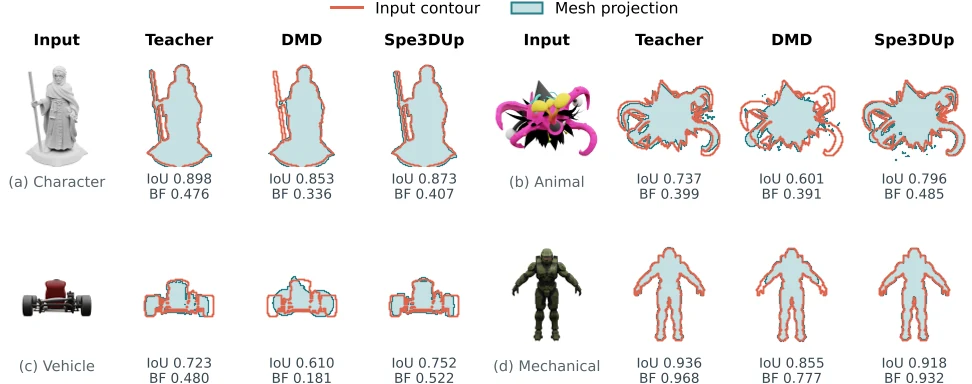 Input contour Mesh projection
Input Teacher DMD Spe3DUp Input Teacher DMD Spe3DUp
(a) Character
IoU 0.898 IoU 0.853 IoU 0.873
BF 0.476 BF 0.336 BF 0.407
(b) Animal
IoU 0.737 IoU 0.601 IoU 0.796
BF 0.399 BF 0.391 BF 0.485
(c) Vehicle
IoU 0.723 IoU 0.610 IoU 0.752
BF 0.480 BF 0.181 BF 0.522
(d) Mechanical
IoU 0.936 IoU 0.855 IoU 0.918
BF 0.968 BF 0.777 BF 0.932